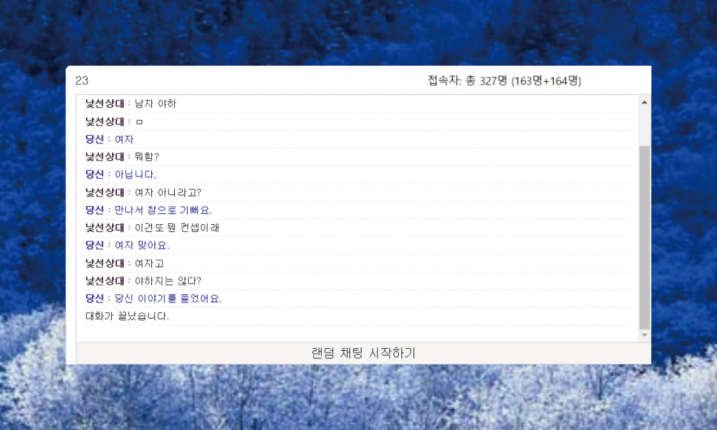 23
접속자: 총 327명 (163명+164명)
낯선상대 : 남자 야하
낯선상대 : ㅁ
당신 : 여자
낯선상대 : 뭐함?
당신 : 아닙니다.
낯선상대 : 여자 아니라고?
당신 : 만나서 참으로 기뻐요.
낯선상대 : 이건또 뭔 컨셉이래
당신 : 여자 맞아요.
낯선상대 : 여자고
낯선상대 : 야하지는 않다?
당신 : 당신 이야기를 들었어요.
대화가 끝났습니다.
랜덤 채팅 시작하기